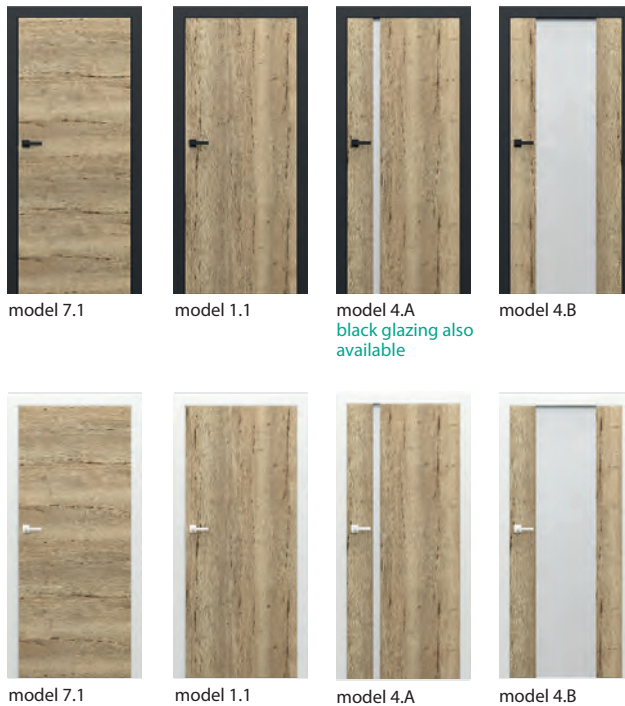 model 7.1
model 1.1
model 4.A
black glazing also
available
model 4.B
model 7.1
model 1.1
model 4.A
model 4.B